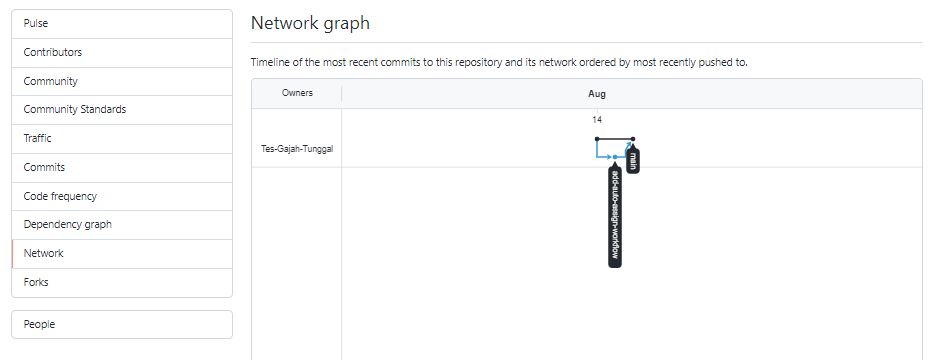 Pulse
Contributors
Community
Community Standards
Traffic
Commits
Code frequency
Dependency graph
Network
Forks
People
Network graph
Timeline of the most recent commits to this repository and its network ordered by most recently pushed to.
Owners
Aug
14
Tes-Gajah-Tunggal
main
add-auto-assign-workflow